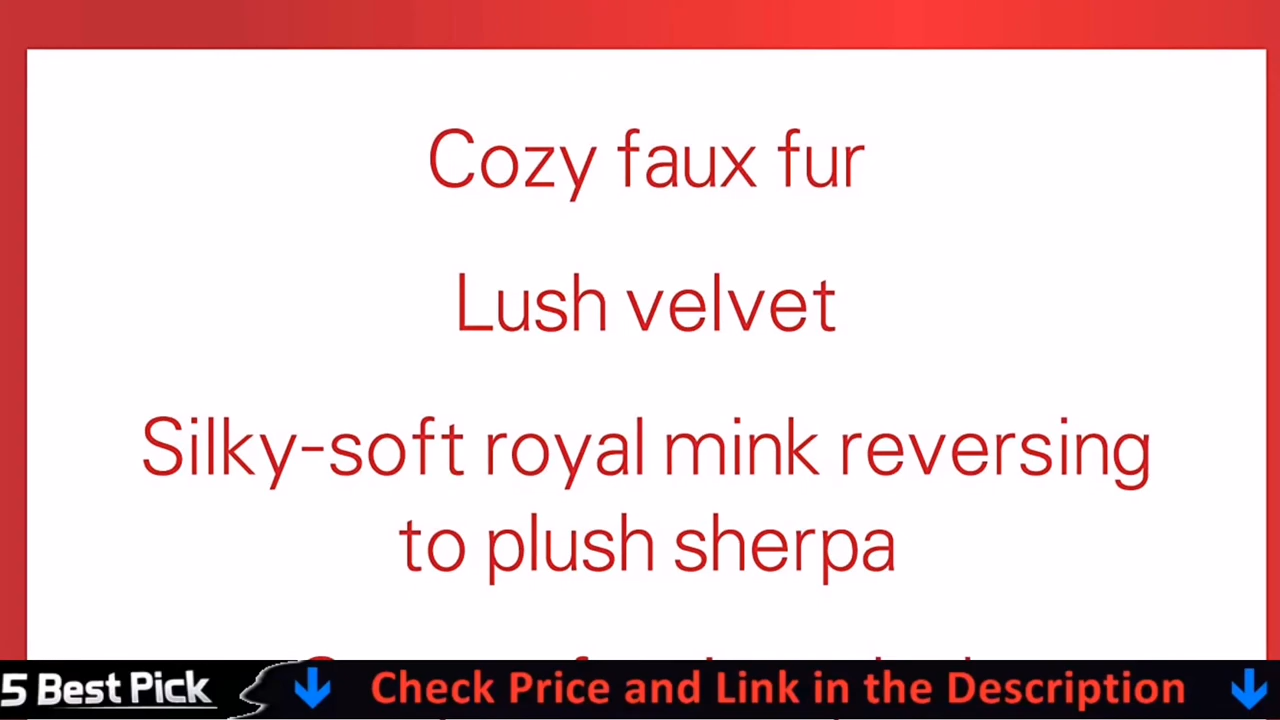 Cozy faux fur
Lush velvet
Silky-soft royal mink reversing
to plush sherpa
5 Best Pick
Check Price and Link in the Description